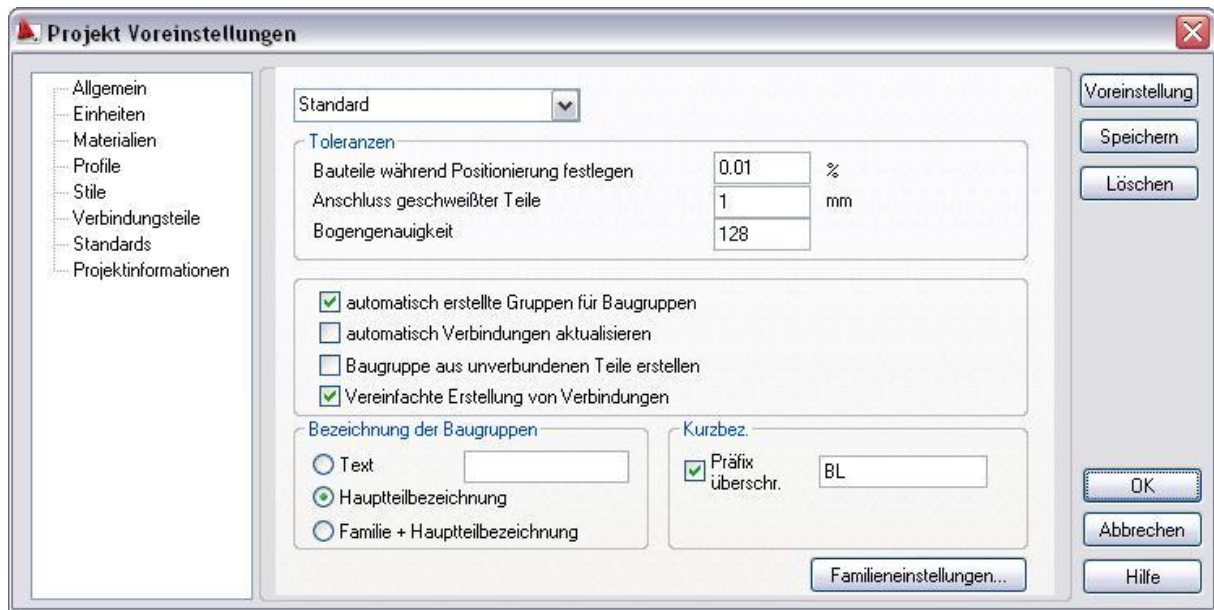 Projekt Voreinstellungen
Allgemein
Einheiten
Materialien
Profile
Stile
Verbindungsteile
Standards
Projektinformationen
Standard
Toleranzen
Bauteile während Positionierung festlegen 0.01 %
Anschluss geschweißter Teile 1 mm
Bogengenauigkeit 128
automatisch erstellte Gruppen für Baugruppen
automatisch Verbindungen aktualisieren
Baugruppe aus unverbundenen Teile erstellen
Vereinfachte Erstellung von Verbindungen
Bezeichnung der Baugruppen
Text
Hauptteilbezeichnung
Familie + Hauptteilbezeichnung
Kurzbez.
Präfix
überschr.
BL
Familieneinstellungen...
Voreinstellung
Speichern
Löschen
OK
Abbrechen
Hilfe